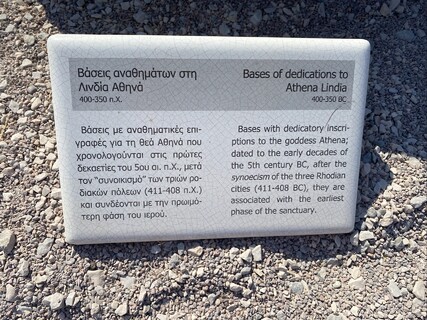 Βάσεις αναθημάτων στη
Λινδία Αθηνά
400-350 π.Χ.
Βάσεις με αναθηματικές επι-
γραφές για τη θεά Αθηνά που
χρονολογούνται στις πρώτες
δεκαετίες του 5ου αι. π.Χ., μετά
τον "συνοικισμό" των τριών ρο-
διακών πόλεων (411-408 π.Χ.)
και συνδέονται με την πρωιμό-
τερη φάση του ιερού.
Bases of dedications to
Athena Lindia
400-350 BC
Bases with dedicatory inscri-
ptions to the goddess Athena;
dated to the early decades of
the 5th century BC, after the
synoecism of the three Rhodian
cities (411-408 BC), they are
associated with the earliest
phase of the sanctuary.